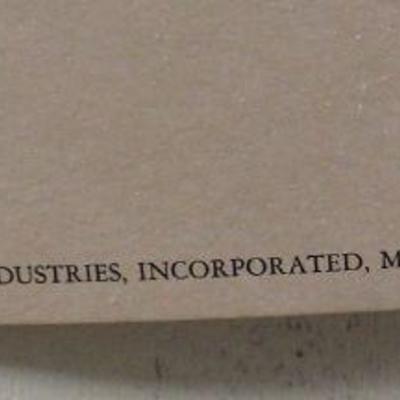 DUSTRIES, INCORPORATED, M